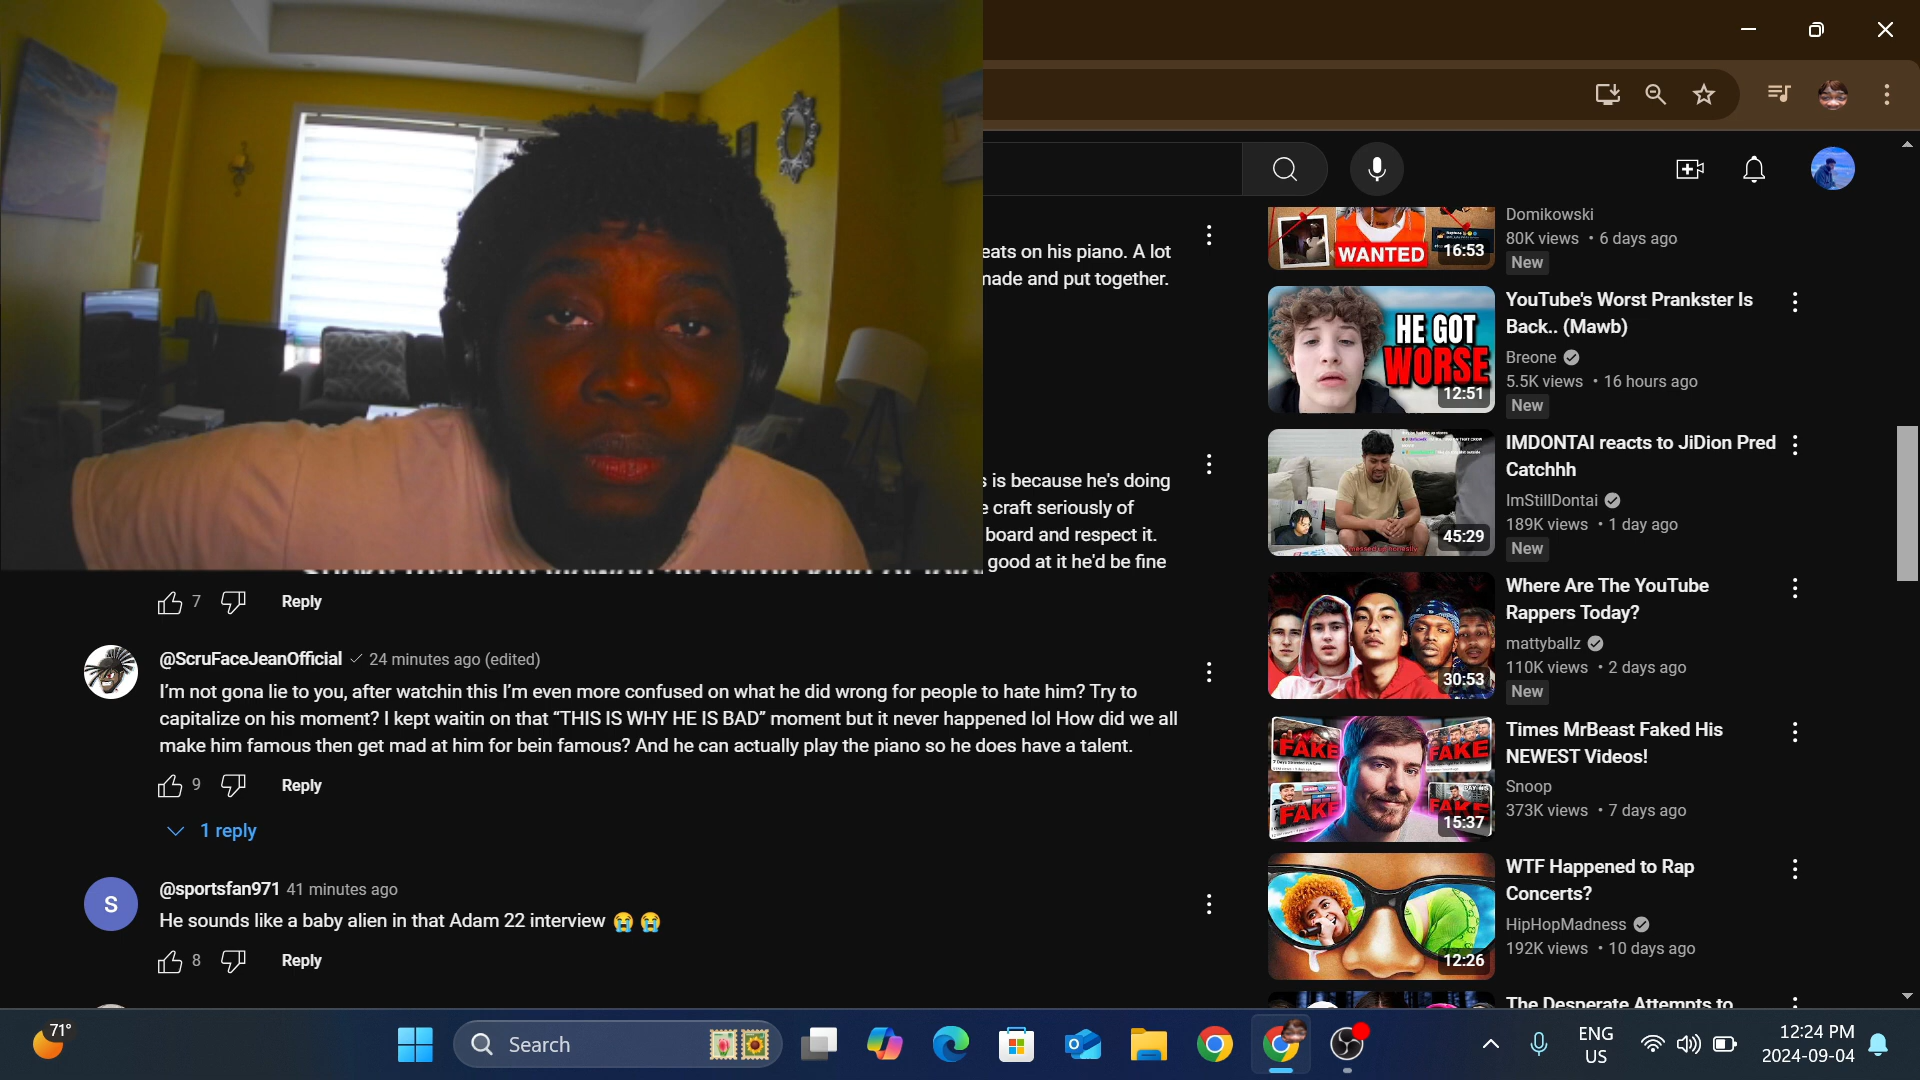 eats on his piano. A lot
made and put together.
s is because he's doing
e craft seriously of
board and respect it.
good at it he'd be fine
7 Reply
@ScruFaceJeanOfficial 24 minutes ago (edited)
I'm not gona lie to you, after watchin this I'm even more confused on what he did wrong for people to hate him? Try to
capitalize on his moment? I kept waitin on that “THIS IS WHY HE IS BAD” moment but it never happened lol How did we all
make him famous then get mad at him for bein famous? And he can actually play the piano so he does have a talent.
9 Reply
1 reply
S
@sportsfan971 41 minutes ago
He sounds like a baby alien in that Adam 22 interview 😭 😭
8 Reply
WANTED
16:53
Domikowski
80K views • 6 days ago
New
HE GOT
WORSE
12:51
YouTube's Worst Prankster Is
Back.. (Mawb)
Breone
5.5K views • 16 hours ago
New
45:29
IMDONTAI reacts to JiDion Pred
Catchhh
ImStillDontai
189K views • 1 day ago
New
30:53
Where Are The YouTube
Rappers Today?
mattyballz
110K views • 2 days ago
New
FAKE
FAKE
FAKE
FAKE
15:37
Times MrBeast Faked His
NEWEST Videos!
Snoop
373K views • 7 days ago
12:26
WTF Happened to Rap
Concerts?
HipHopMadness
192K views • 10 days ago
The Desperate Attempts to
71°
Search
ENG
US
12:24 PM
2024-09-04